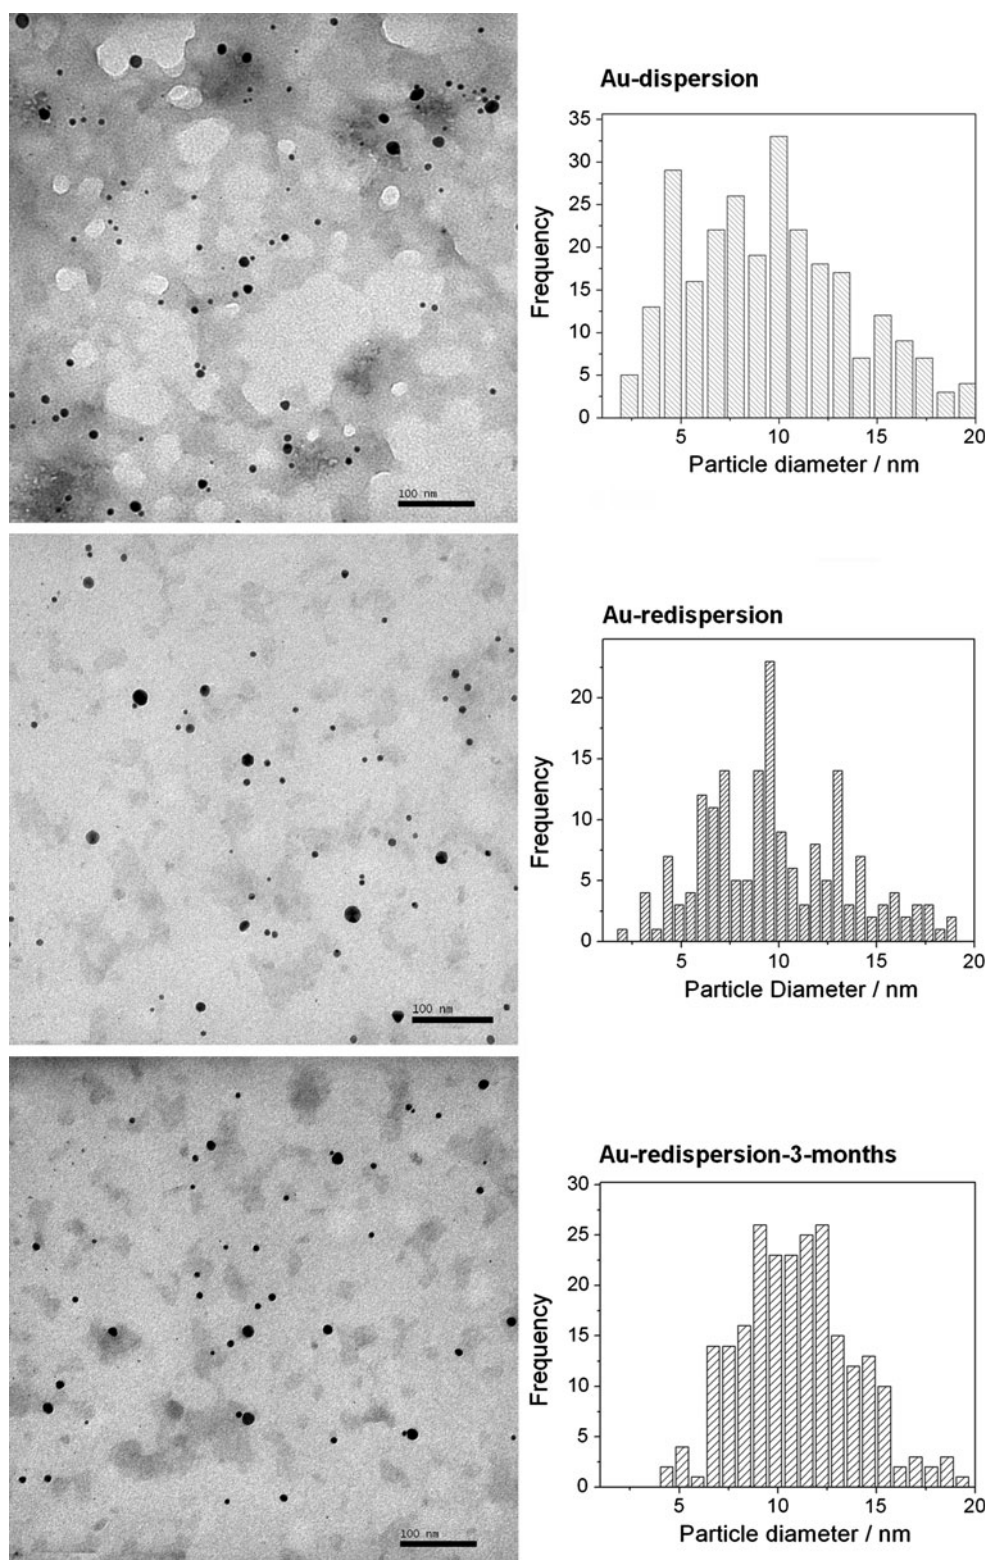 Au-dispersion
35
30
25
20
15
10
5
0
Frequency
5 10 15 20
Particle diameter / nm
100 nm
Au-redispersion
20
15
10
5
0
Frequency
5 10 15 20
Particle Diameter / nm
100 nm
Au-redispersion-3-months
30
25
20
15
10
5
0
Frequency
5 10 15 20
Particle diameter / nm
100 nm